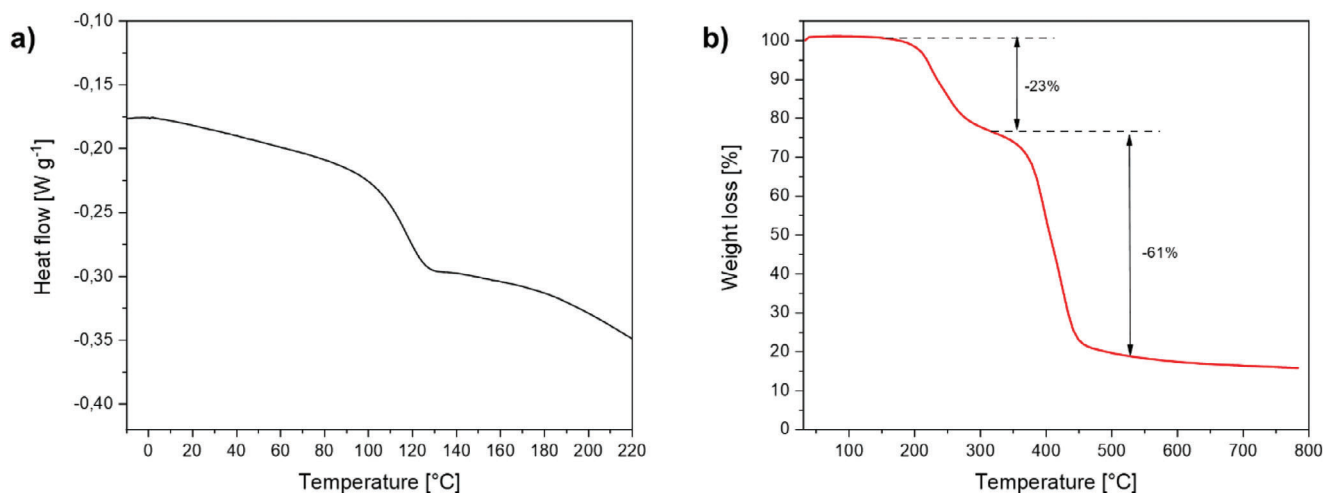 a)
-0,10
-0,15
-0,20
-0,25
-0,30
-0,35
-0,40
Heat flow [W g⁻¹]
0 20 40 60 80 100 120 140 160 180 200 220
Temperature [°C]
b)
100
90
80
70
60
50
40
30
20
10
0
Weight loss [%]
-23%
-61%
100 200 300 400 500 600 700 800
Temperature [°C]